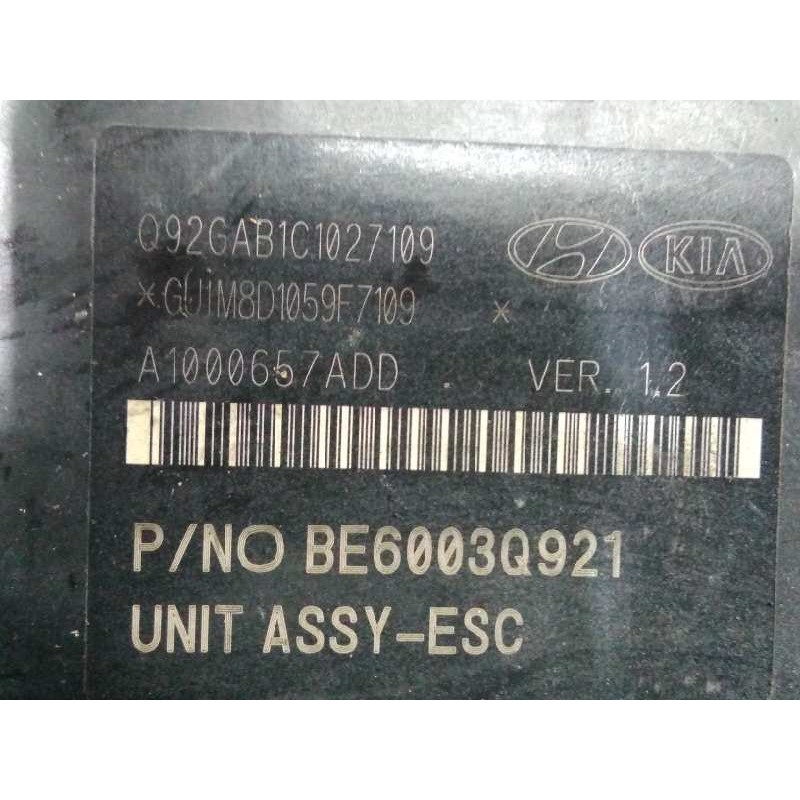 Q92GAB1C1027109
KIA
*GU1M8D1059F7109 *
A1000657ADD VER. 1.2
P/NO BE6003Q921
UNIT ASSY-ESC